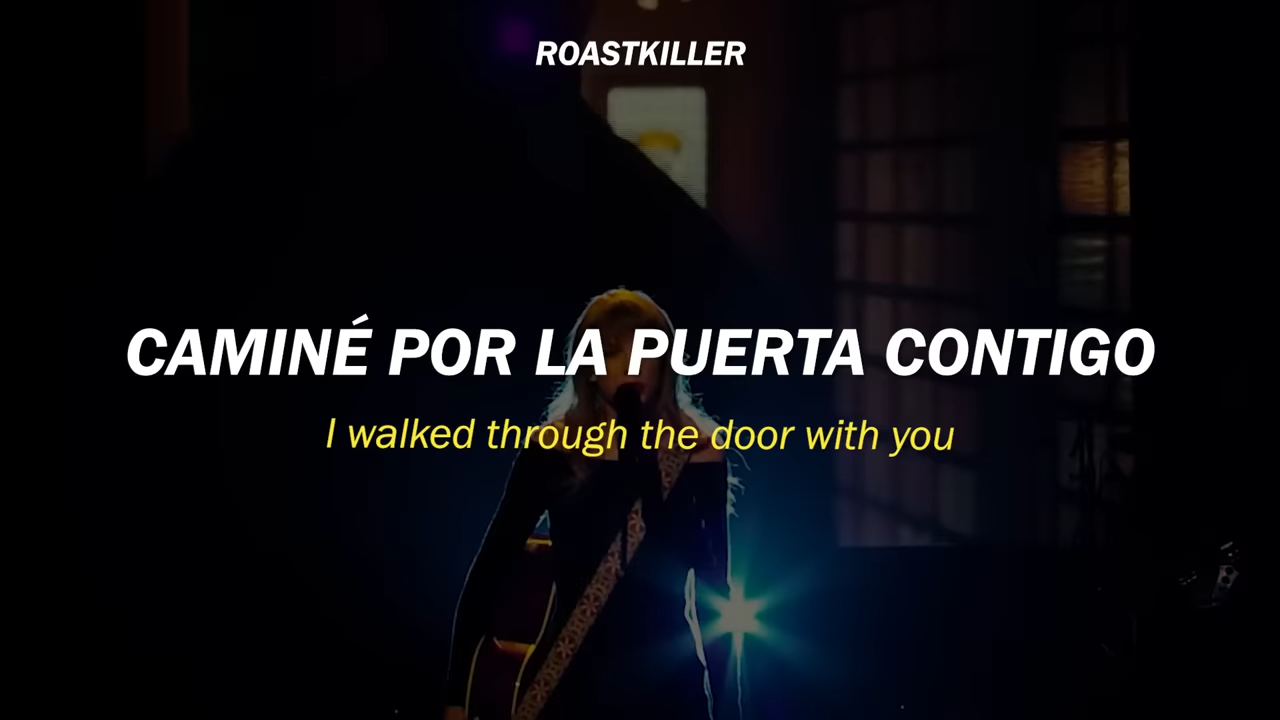 ROASTKILLER
CAMINÉ POR LA PUERTA CONTIGO
I walked through the door with you